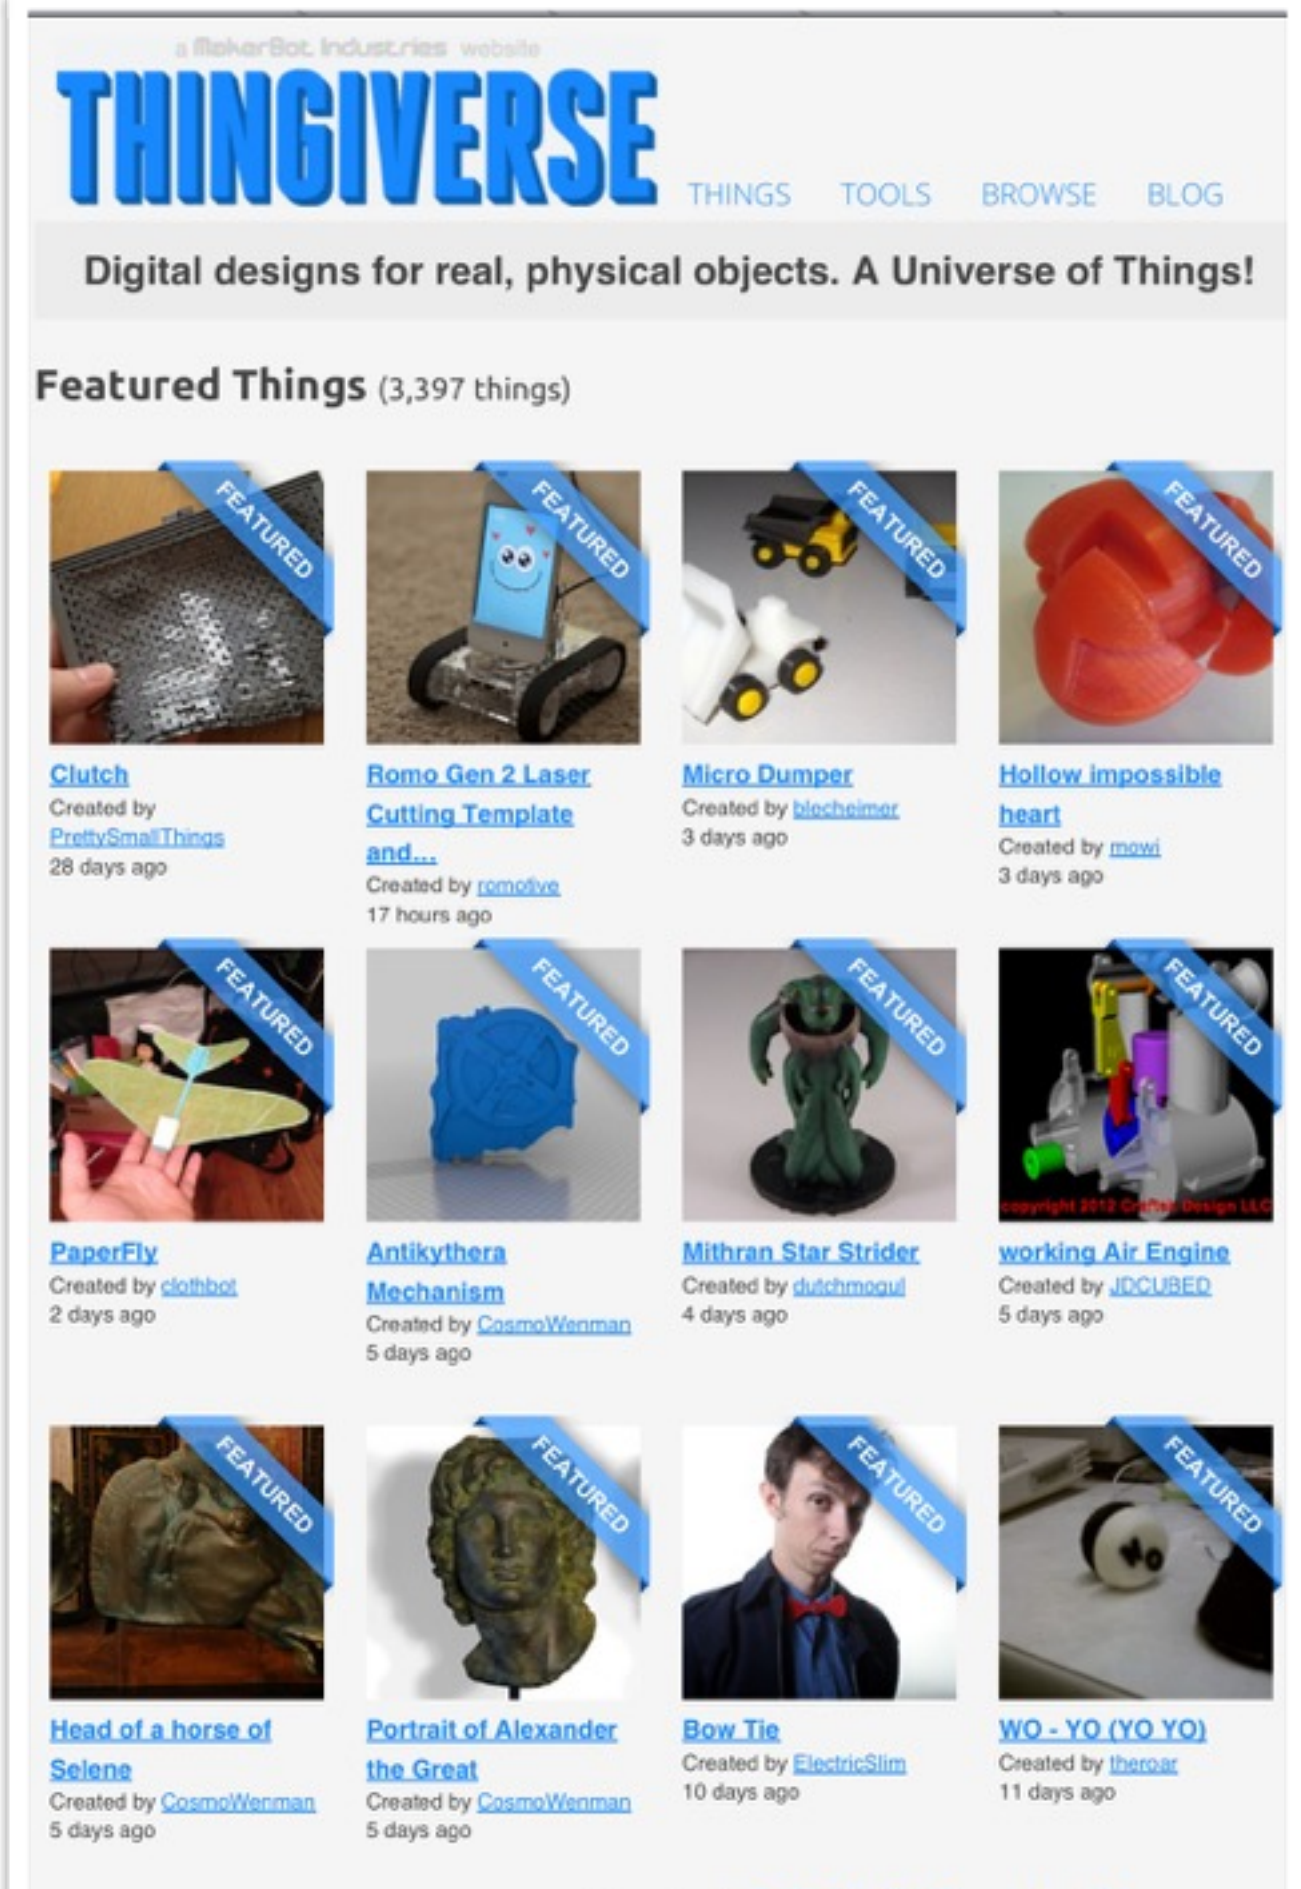 a MakerBot Industries website
THINGIVERSE
THINGS TOOLS BROWSE BLOG
Digital designs for real, physical objects. A Universe of Things!
Featured Things (3,397 things)
FEATURED
FEATURED
FEATURED
FEATURED
Clutch
Created by
PrettySmallThings
28 days ago
Romo Gen 2 Laser
Cutting Template
and...
Created by romotive
17 hours ago
Micro Dumper
Created by blecheimer
3 days ago
Hollow impossible
heart
Created by mowi
3 days ago
FEATURED
FEATURED
FEATURED
FEATURED
copyright 2012 Craftsh Design LLC
PaperFly
Created by clothbot
2 days ago
Antikythera
Mechanism
Created by CosmoWenman
5 days ago
Mithran Star Strider
Created by dutchmogul
4 days ago
working Air Engine
Created by JDCUBED
5 days ago
FEATURED
FEATURED
FEATURED
FEATURED
YO
Head of a horse of
Selene
Created by CosmoWenman
5 days ago
Portrait of Alexander
the Great
Created by CosmoWenman
5 days ago
Bow Tie
Created by ElectricSlim
10 days ago
WO - YO (YO YO)
Created by theroar
11 days ago